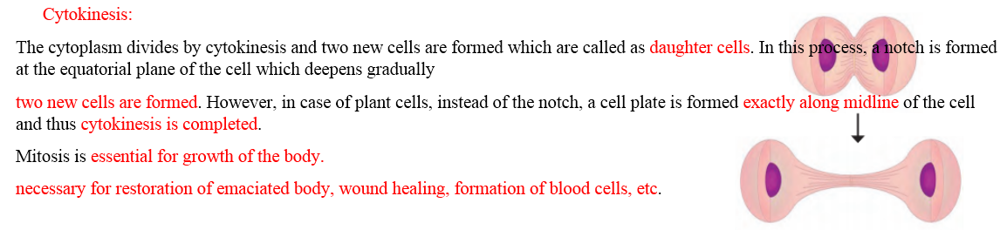 Cytokinesis:
The cytoplasm divides by cytokinesis and two new cells are formed which are called as daughter cells. In this process, a notch is formed
at the equatorial plane of the cell which deepens gradually
two new cells are formed. However, in case of plant cells, instead of the notch, a cell plate is formed exactly along midline of the cell
and thus cytokinesis is completed.
Mitosis is essential for growth of the body.
necessary for restoration of emaciated body, wound healing, formation of blood cells, etc.